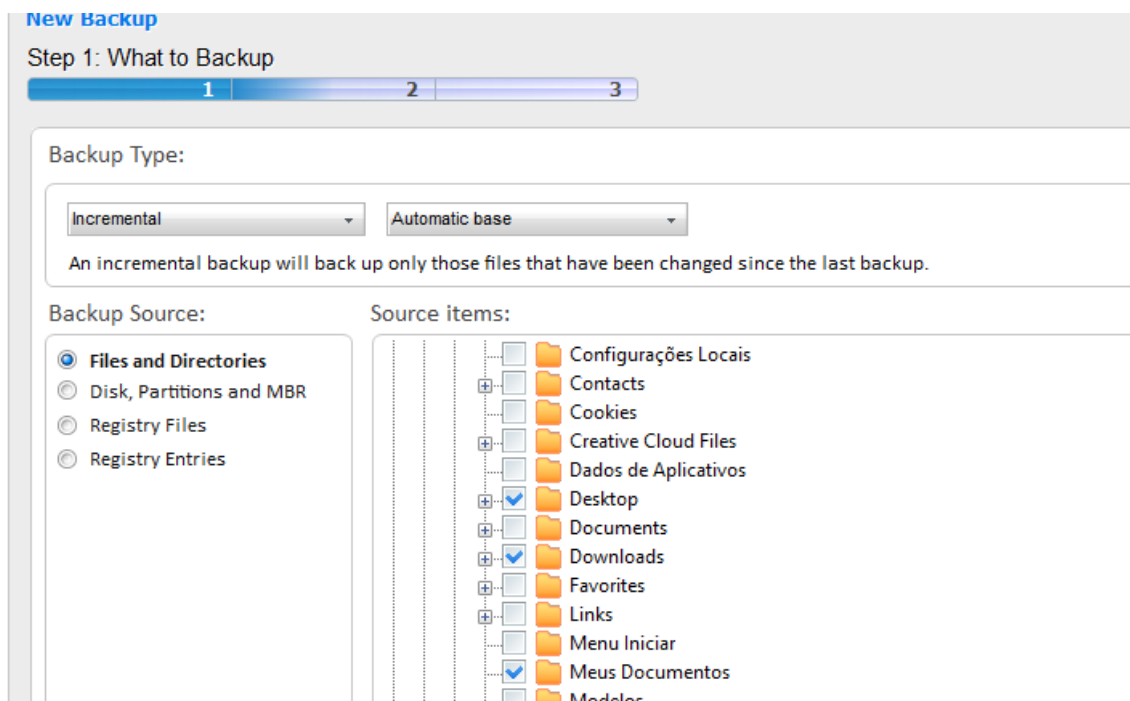 New Backup
Step 1: What to Backup
1 2 3
Backup Type:
Incremental Automatic base
An incremental backup will back up only those files that have been changed since the last backup.
Backup Source: Source items:
Files and Directories
Disk, Partitions and MBR
Registry Files
Registry Entries
Configurações Locais
Contacts
Cookies
Creative Cloud Files
Dados de Aplicativos
Desktop
Documents
Downloads
Favorites
Links
Menu Iniciar
Meus Documentos
Modelos